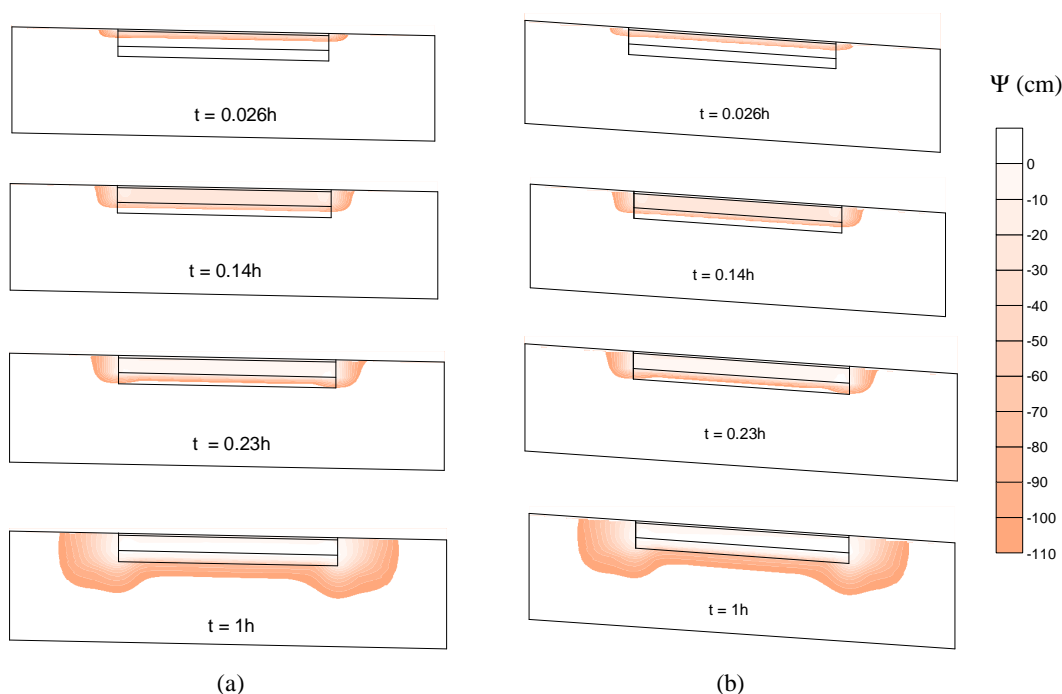 t = 0.026h
t = 0.026h
Ψ (cm)
0
-10
-20
-30
-40
-50
-60
-70
-80
-90
-100
-110
t = 0.14h
t = 0.14h
t = 0.23h
t = 0.23h
t = 1h
t = 1h
(a)
(b)